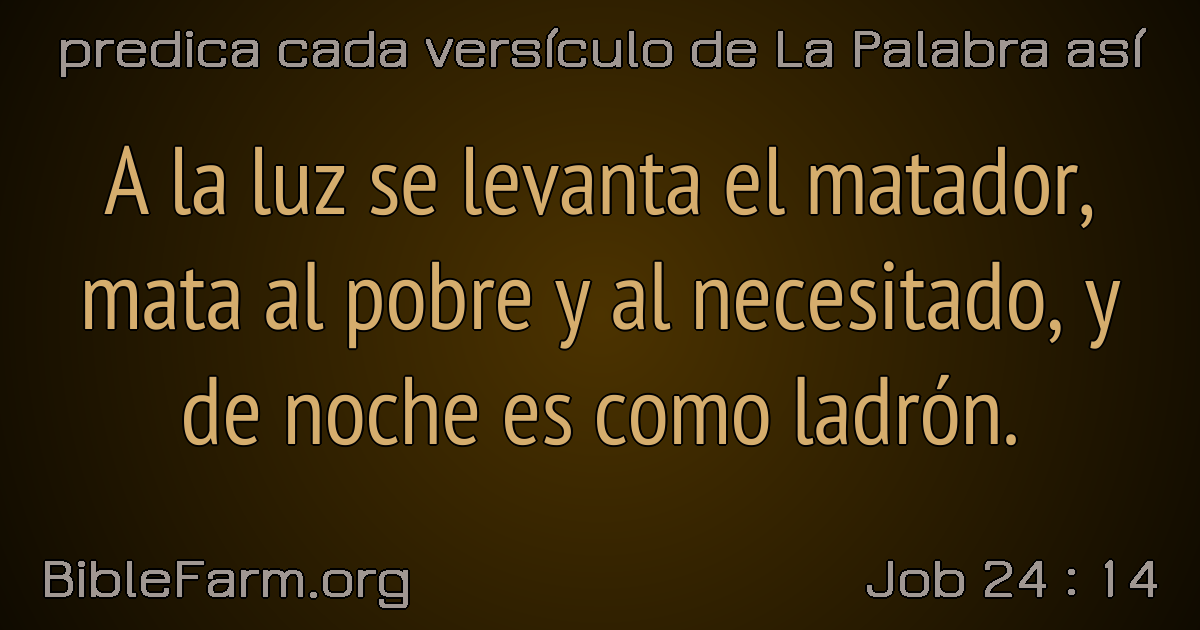 predica cada versículo de La Palabra así
A la luz se levanta el matador,
mata al pobre y al necesitado, y
de noche es como ladrón.
BibleFarm.org
Job 24 : 14